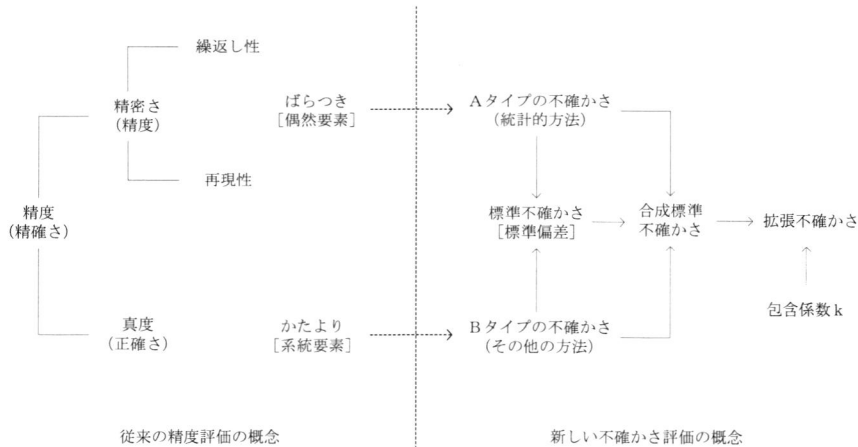 繰返し性
精密さ
(精度)
ばらつき
[偶然要素]
再現性
精度
(精確さ)
真度
(正確さ)
かたより
[系統要素]
従来の精度評価の概念
Aタイプの不確かさ
(統計的方法)
標準不確かさ
[標準偏差]
合成標準
不確かさ
拡張不確かさ
包含係数k
Bタイプの不確かさ
(その他の方法)
新しい不確かさ評価の概念